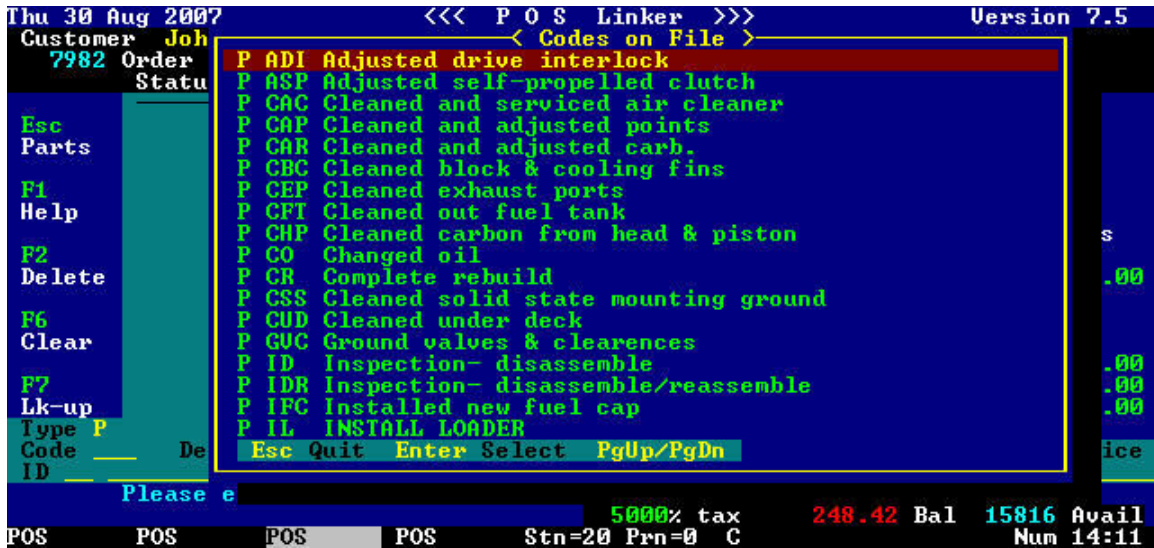 Thu 30 Aug 2007 <<< P O S Linker >>> Version 7.5
Customer Joh < Codes on File >
7982 Order P ADI Adjusted drive interlock
Statu P ASP Adjusted self-propelled clutch
P CAC Cleaned and serviced air cleaner
Esc P CAP Cleaned and adjusted points
Parts P CAR Cleaned and adjusted carb.
P CBC Cleaned block & cooling fins
F1 P CEP Cleaned exhaust ports
Help P CFT Cleaned out fuel tank
P CHP Cleaned carbon from head & piston s
F2 P CO Changed oil
Delete P CR Complete rebuild .00
P CSS Cleaned solid state mounting ground
F6 P CUD Cleaned under deck
Clear P GVC Ground valves & clearences
P ID Inspection- disassemble .00
F7 P IDR Inspection- disassemble/reassemble .00
Lk-up P IFC Installed new fuel cap .00
Type P P IL INSTALL LOADER
Code ___ De Esc Quit Enter Select PgUp/PgDn ice
ID
Please e
5000% tax 248.42 Bal 15816 Avail
POS POS POS POS Stn=20 Prn=0 C Num 14:11